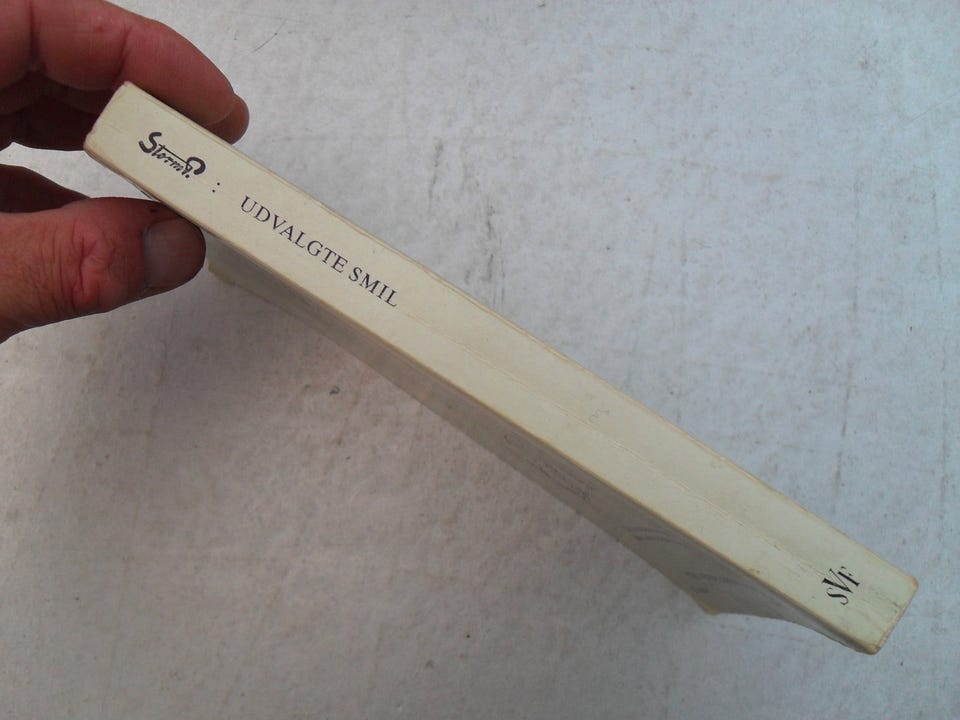 Storm P. : UDVALGTE SMIL
SVF